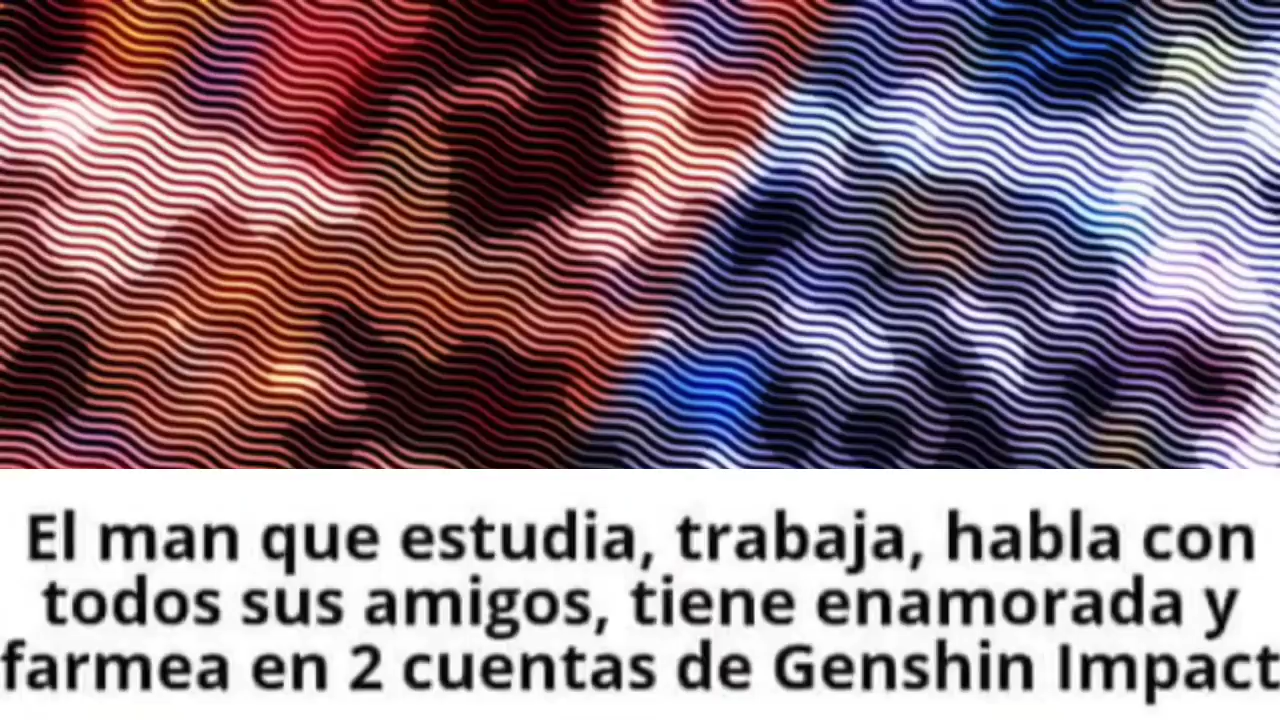 El man que estudia, trabaja, habla con
todos sus amigos, tiene enamorada y
farmea en 2 cuentas de Genshin Impact